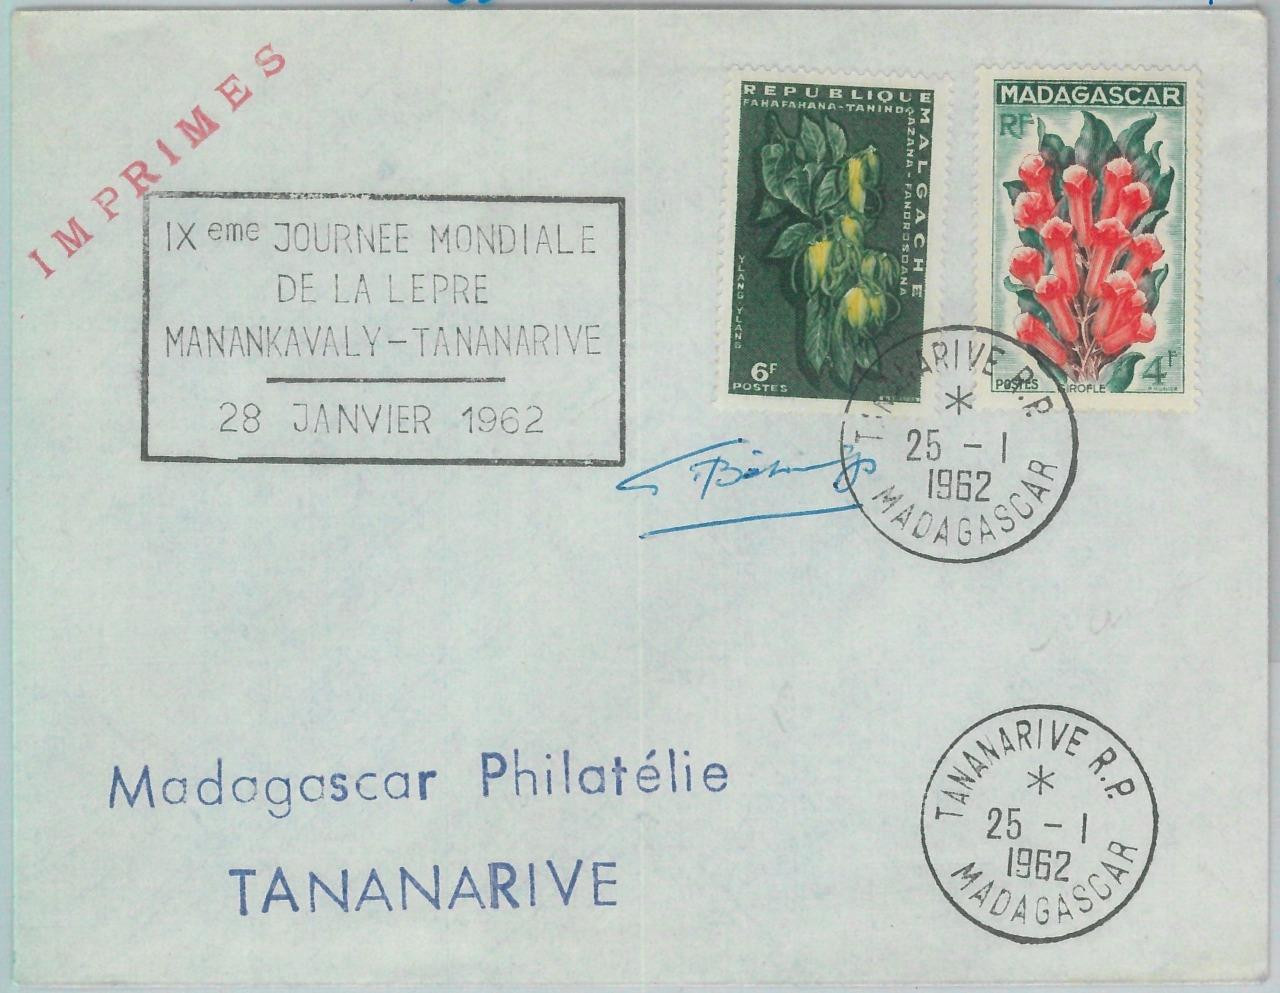 IMPRIMES
IXeme JOURNEE MONDIALE
DE LA LEPRE
MANANKAVALY-TANANARIVE
28 JANVIER 1962
REPUBLIQUE
MALGACHE
FAHAFAHANA-TANINDRAZANA-FANDROSOANA
YLANG YLANG
6F
POSTES
MADAGASCAR
RF
POSTES
GIROFLE
4F
TANANARIVE R.P.
25 - 1
1962
MADAGASCAR
Madagascar Philatélie
TANANARIVE
TANANARIVE R.P.
25 - 1
1962
MADAGASCAR